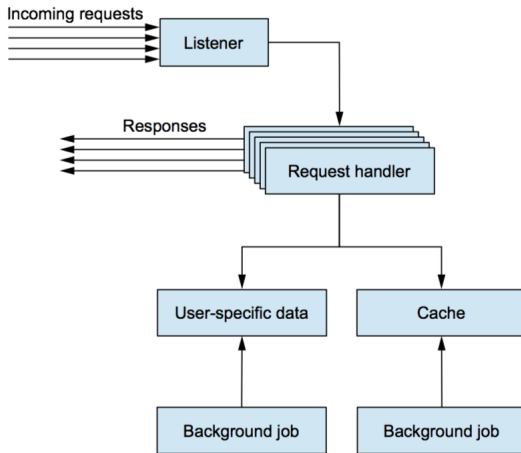 Incoming requests
Listener
Responses
Request handler
User-specific data
Cache
Background job
Background job